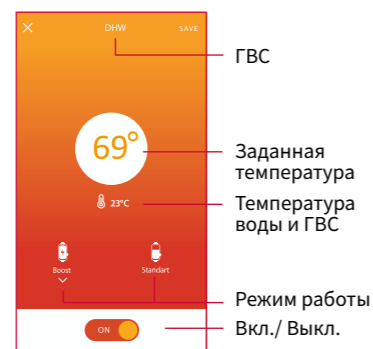 DHW
SAVE
ГВС
69°
Заданная
температура
23°C
Температура
воды и ГВС
Boost
Standart
Режим работы
ON
Вкл./ Выкл.